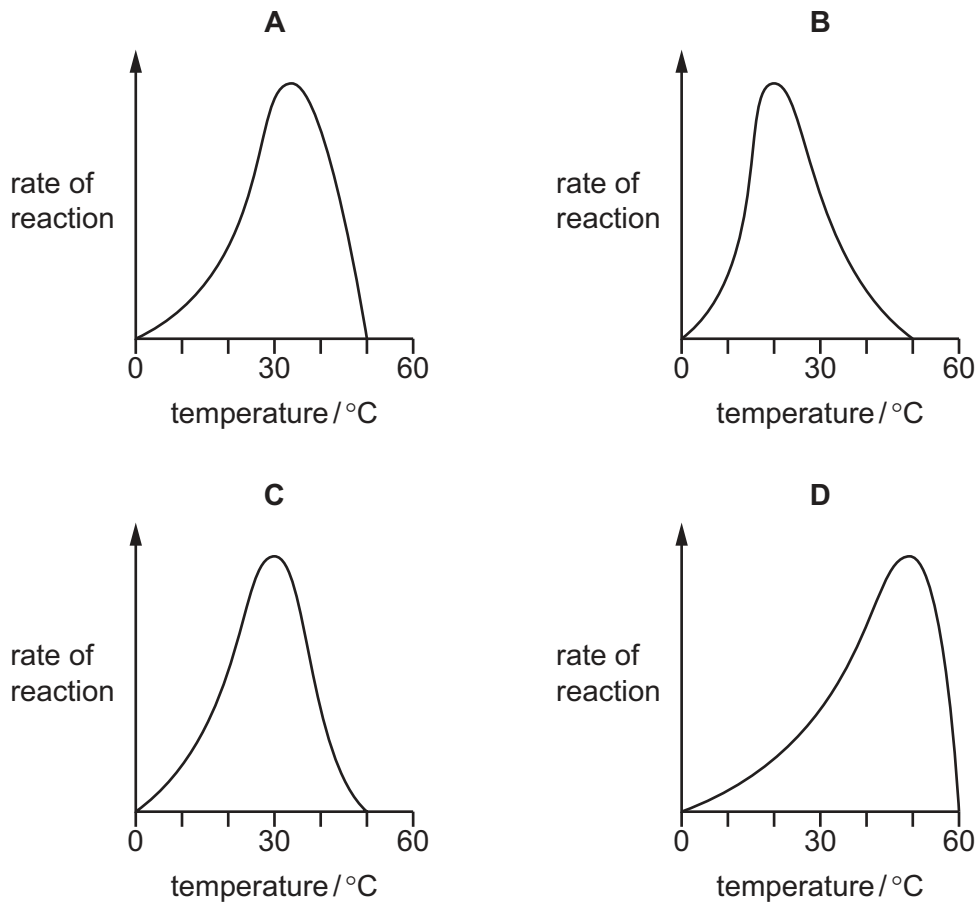 A
rate of
reaction
0 30 60
temperature / °C
B
rate of
reaction
0 30 60
temperature / °C
C
rate of
reaction
0 30 60
temperature / °C
D
rate of
reaction
0 30 60
temperature / °C